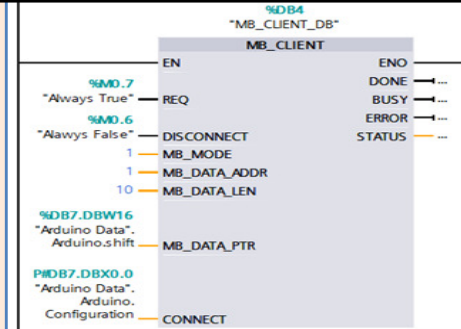 %DB4
"MB_CLIENT_DB"
MB_CLIENT
EN
ENO
%M0.7
"Always True"
REQ
DONE
...
BUSY
...
%M0.6
"Alawys False"
DISCONNECT
ERROR
...
STATUS
...
1
MB_MODE
1
MB_DATA_ADDR
10
MB_DATA_LEN
%DB7.DBW16
"Arduino Data".
Arduino.shift
MB_DATA_PTR
P#DB7.DBX0.0
"Arduino Data".
Arduino.
Configuration
CONNECT